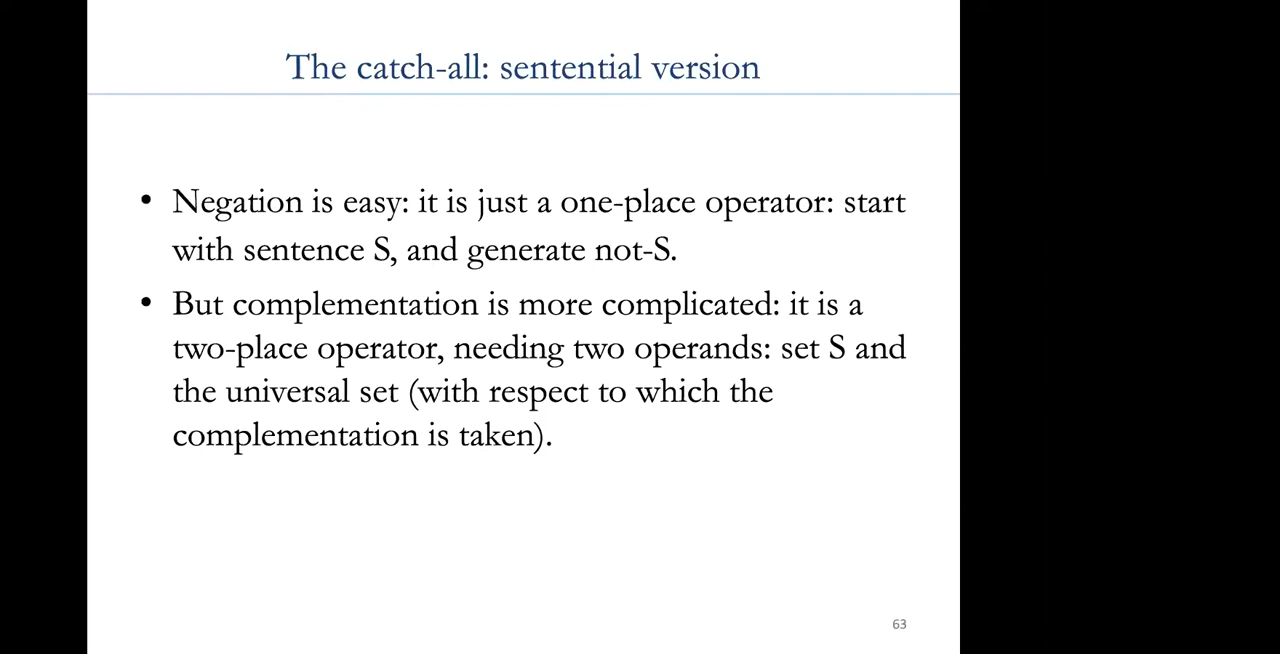 The catch-all: sentential version
• Negation is easy: it is just a one-place operator: start
with sentence S, and generate not-S.
• But complementation is more complicated: it is a
two-place operator, needing two operands: set S and
the universal set (with respect to which the
complementation is taken).
63